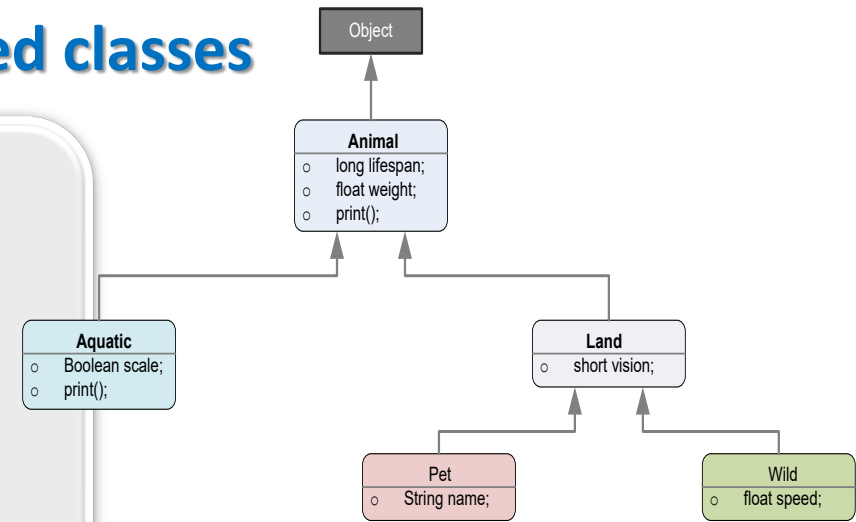 ed classes
Object
Animal
○ long lifespan;
○ float weight;
○ print();
Aquatic
○ Boolean scale;
○ print();
Land
○ short vision;
Pet
○ String name;
Wild
○ float speed;